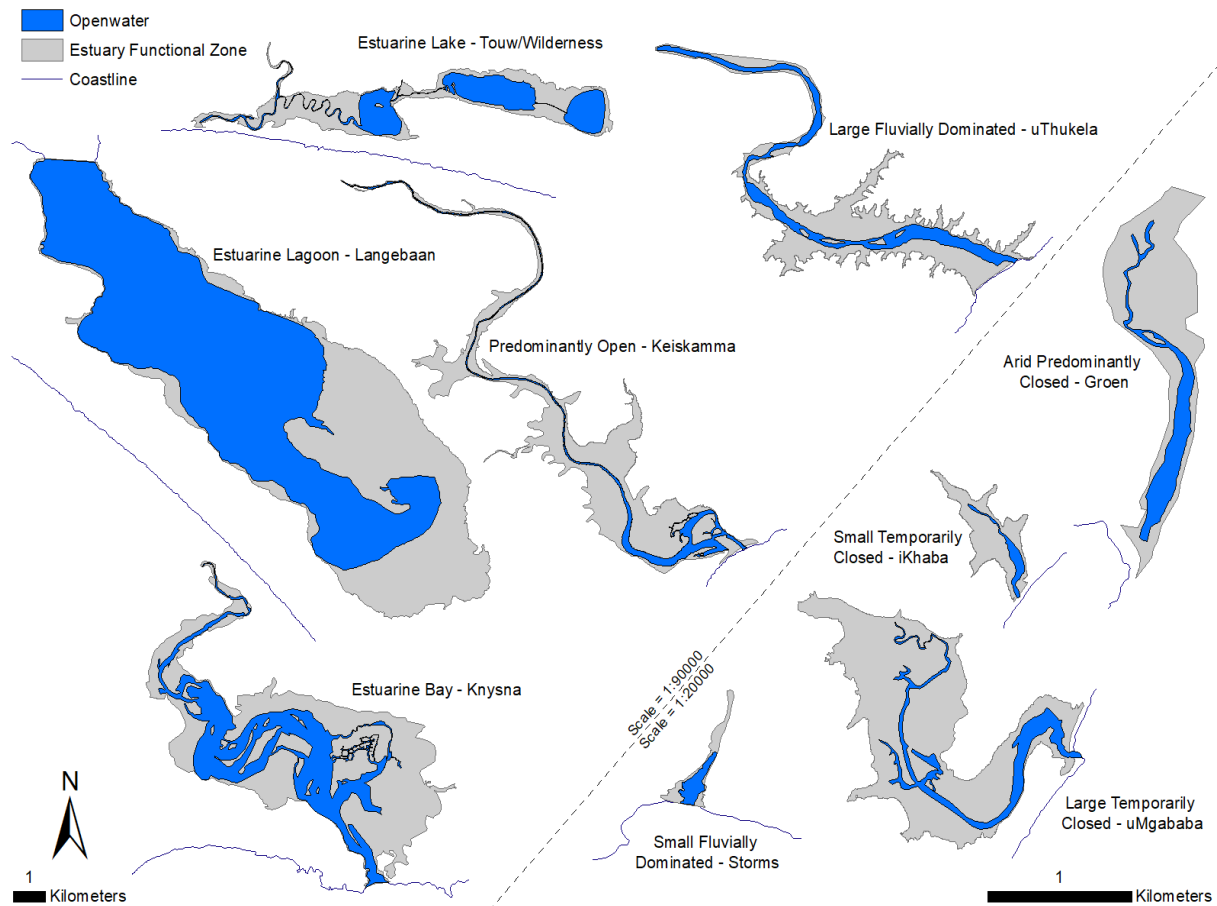 Openwater
Estuary Functional Zone
Coastline
Estuarine Lake - Touw/Wilderness
Large Fluvially Dominated - uThukela
Estuarine Lagoon - Langebaan
Predominantly Open - Keiskamma
Arid Predominantly
Closed - Groen
Small Temporarily
Closed - iKhaba
Estuarine Bay - Knysna
Scale = 1:90000
Scale = 1:20000
Large Temporarily
Closed - uMgababa
Small Fluvially
Dominated - Storms
N
1
Kilometers
1
Kilometers